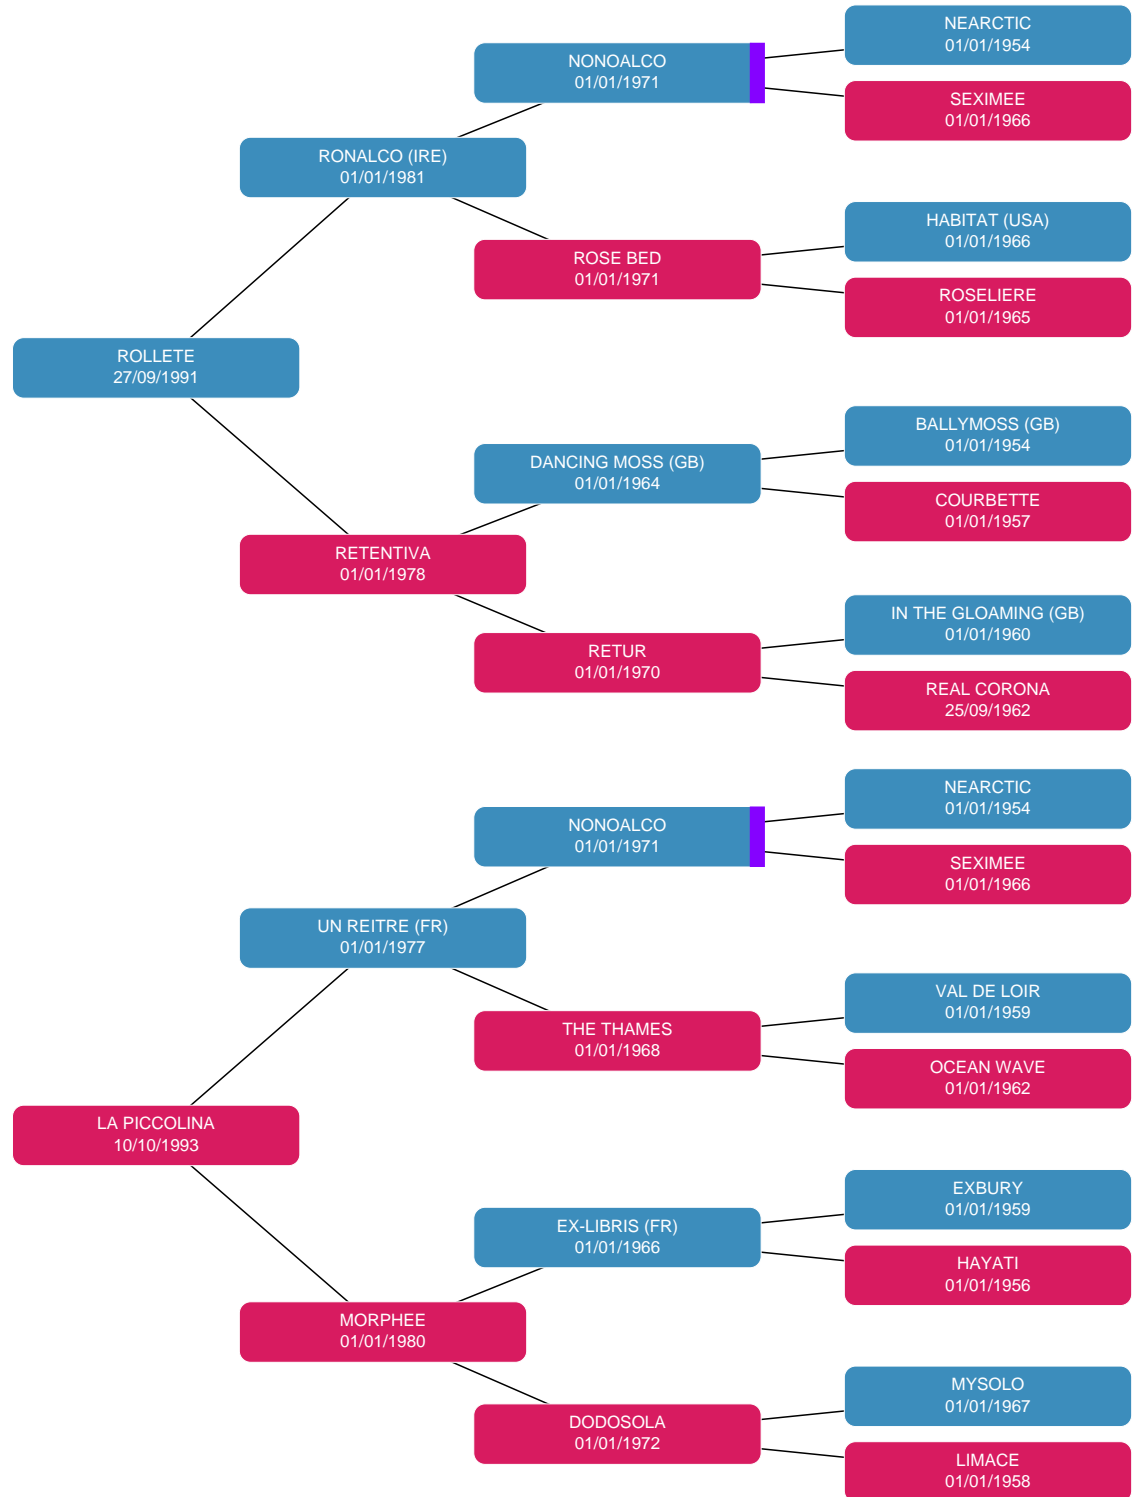 NEARCTIC
01/01/1954
NONOALCO
01/01/1971
SEXIMEE
01/01/1966
RONALCO (IRE)
01/01/1981
HABITAT (USA)
01/01/1966
ROSE BED
01/01/1971
ROSELIERE
01/01/1965
ROLLETE
27/09/1991
BALLYMOSS (GB)
01/01/1954
DANCING MOSS (GB)
01/01/1964
COURBETTE
01/01/1957
RETENTIVA
01/01/1978
IN THE GLOAMING (GB)
01/01/1960
RETUR
01/01/1970
REAL CORONA
25/09/1962
NEARCTIC
01/01/1954
NONOALCO
01/01/1971
SEXIMEE
01/01/1966
UN REITRE (FR)
01/01/1977
VAL DE LOIR
01/01/1959
THE THAMES
01/01/1968
OCEAN WAVE
01/01/1962
LA PICCOLINA
10/10/1993
EXBURY
01/01/1959
EX-LIBRIS (FR)
01/01/1966
HAYATI
01/01/1956
MORPHEE
01/01/1980
MYSOLO
01/01/1967
DODOSOLA
01/01/1972
LIMACE
01/01/1958